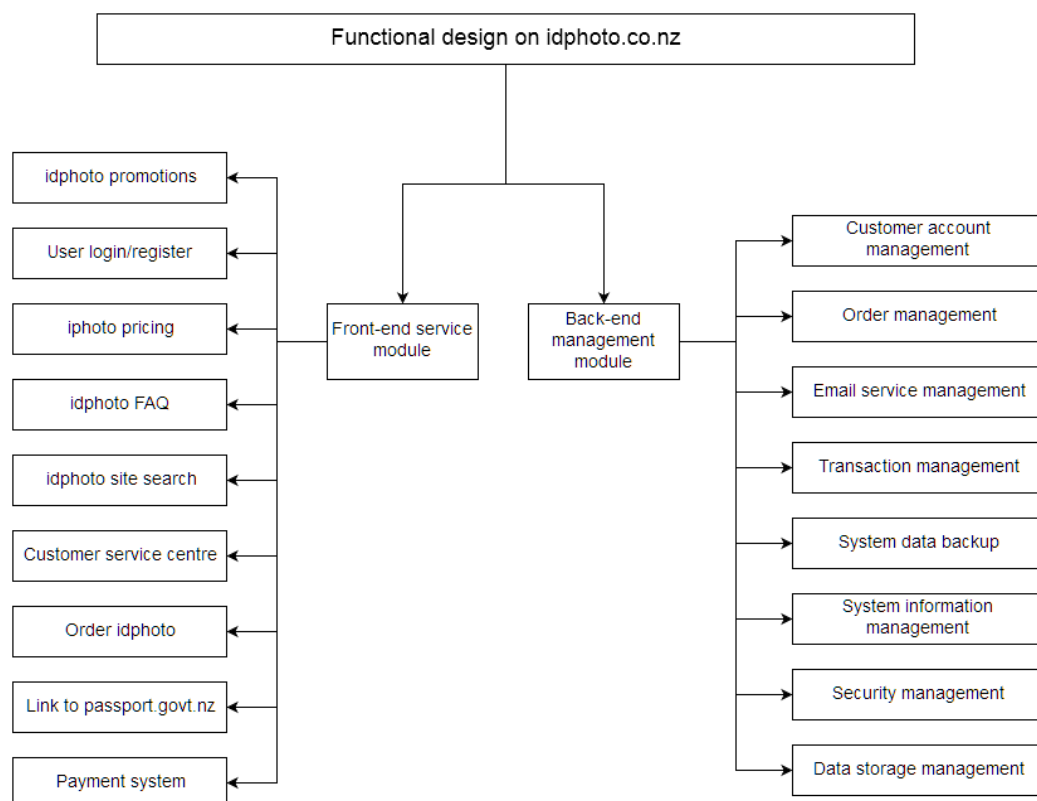 Functional design on idphoto.co.nz
idphoto promotions
User login/register
iphoto pricing
idphoto FAQ
idphoto site search
Customer service centre
Order idphoto
Link to passport.govt.nz
Payment system
Front-end service
module
Back-end
management
module
Customer account
management
Order management
Email service management
Transaction management
System data backup
System information
management
Security management
Data storage management